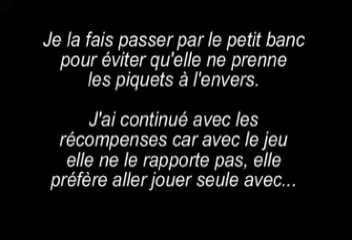 Je la fais passer par le petit banc
pour éviter qu'elle ne prenne
les piquets à l'envers.
J'ai continué avec les
récompenses car avec le jeu
elle ne le rapporte pas, elle
préfère aller jouer seule avec...